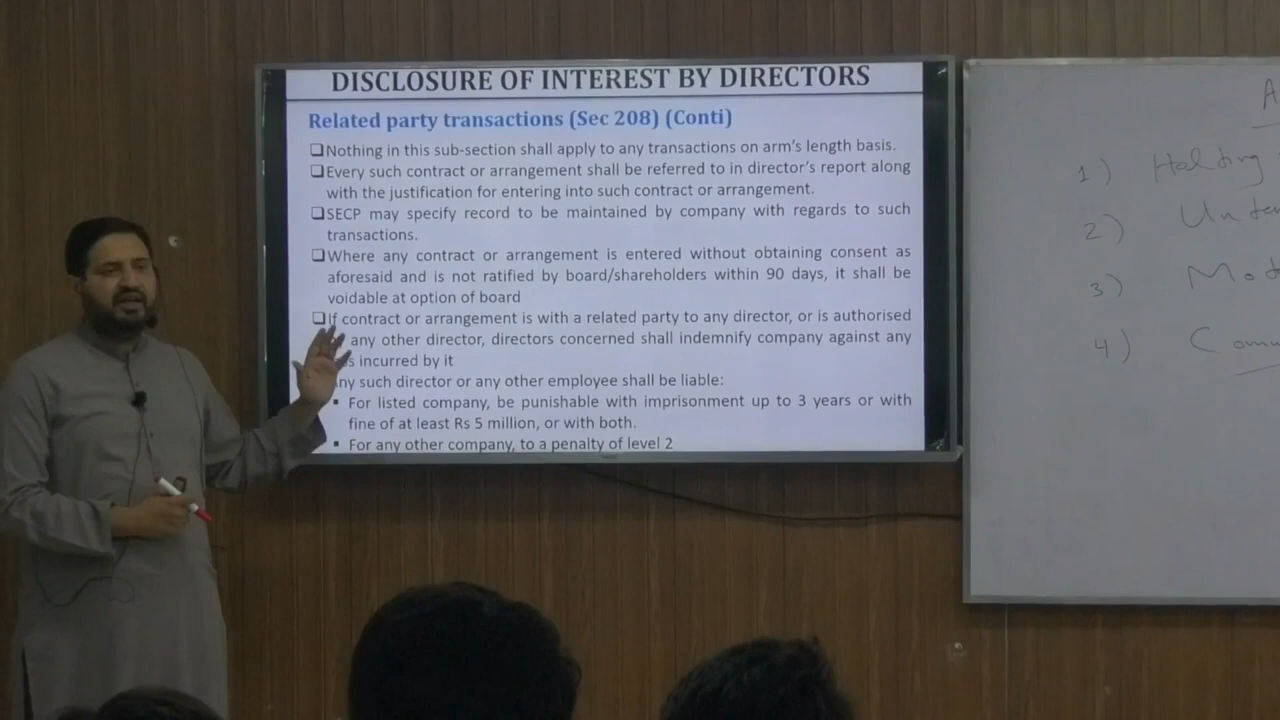 DISCLOSURE OF INTEREST BY DIRECTORS
Related party transactions (Sec 208) (Conti)
❑Nothing in this sub-section shall apply to any transactions on arm's length basis.
❑Every such contract or arrangement shall be referred to in director's report along
with the justification for entering into such contract or arrangement.
❑SECP may specify record to be maintained by company with regards to such
transactions.
❑Where any contract or arrangement is entered without obtaining consent as
aforesaid and is not ratified by board/shareholders within 90 days, it shall be
voidable at option of board
❑If contract or arrangement is with a related party to any director, or is authorised
any other director, directors concerned shall indemnify company against any
incurred by it
such director or any other employee shall be liable:
▪ For listed company, be punishable with imprisonment up to 3 years or with
fine of at least Rs 5 million, or with both.
▪ For any other company, to a penalty of level 2
A
1) Holding
2)
3)
4)